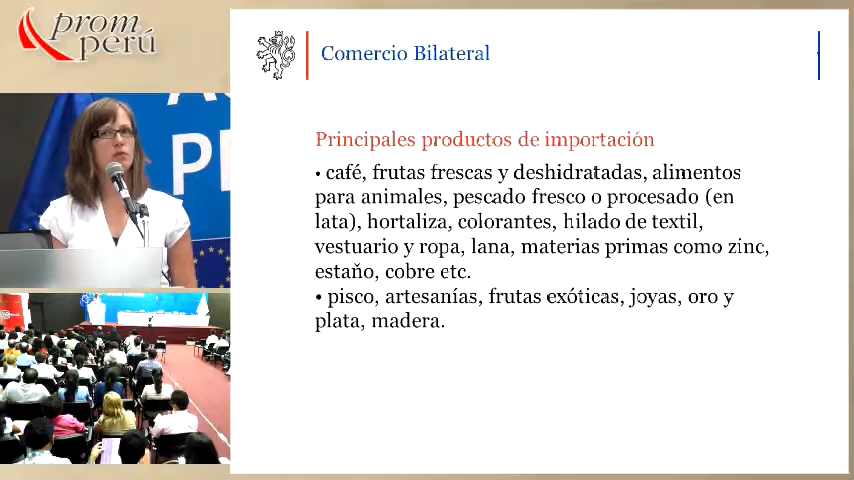 prom
perú
Comercio Bilateral
Principales productos de importación
• café, frutas frescas y deshidratadas, alimentos
para animales, pescado fresco o procesado (en
lata), hortaliza, colorantes, hilado de textil,
vestuario y ropa, lana, materias primas como zinc,
estaňo, cobre etc.
• pisco, artesanías, frutas exóticas, joyas, oro y
plata, madera.